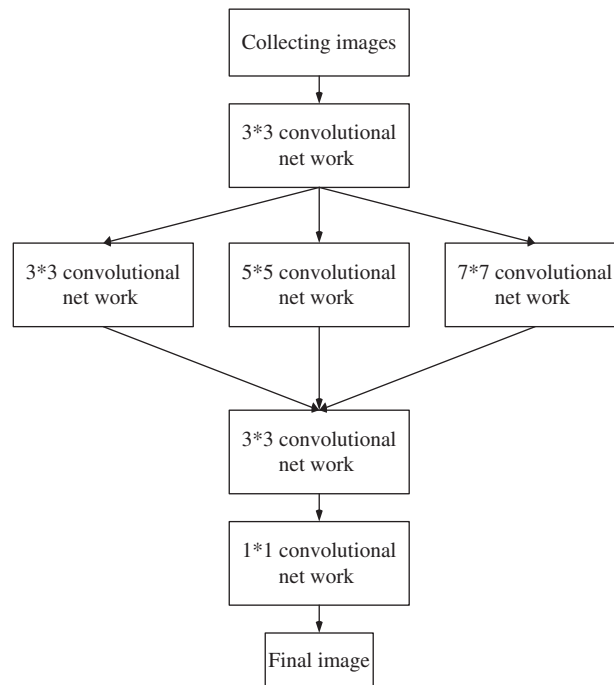 Collecting images
3*3 convolutional
net work
3*3 convolutional
net work
5*5 convolutional
net work
7*7 convolutional
net work
3*3 convolutional
net work
1*1 convolutional
net work
Final image